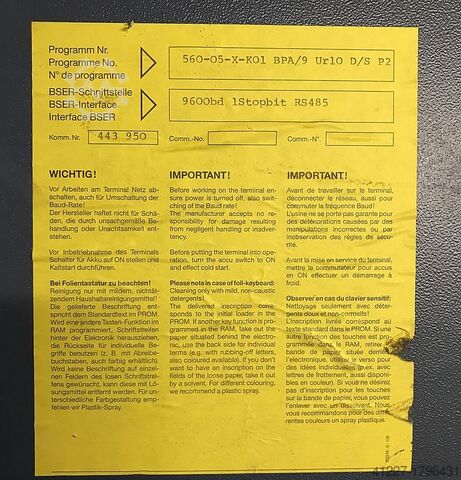 Programm Nr.
Programme No.
N° de programme
560-05-X-K01 BPA/9 Ur10 D/S P2
BSER-Schnittstelle
BSER-Interface
Interface BSER
9600bd 1Stopbit RS485
Komm. Nr. 443 950 Comm.-No. Comm.-N°.
WICHTIG!
Vor Arbeiten am Terminal Netz ab-
schalten, auch für Umschaltung der
Baud-Rate!
Der Hersteller haftet nicht für Schä-
den, die durch unsachgemäße Be-
handlung oder Unachtsamkeit ent-
stehen.
Vor Inbetriebnahme des Terminals
Schalter für Akku auf ON stellen und
Kaltstart durchführen.
Bei Folientastatur zu beachten!
Reinigung nur mit mildem, nichtät-
zendem Haushaltsreinigungsmittel!
Die gelieferte Beschriftung ent-
spricht dem Standardtext im PROM.
Wird eine andere Tasten-Funktion im
RAM programmiert, Schriftstreifen
hinter der Elektronik herausziehen,
die Rückseite für individuelle Be-
griffe benutzen (z. B. mit Abreibe-
buchstaben, auch farbig erhältlich).
Wird keine Beschriftung auf einzel-
nen Feldern des losen Schriftstrei-
tens gewünscht, kann diese mit Lö-
sungsmittel entfernt werden. Für un-
terschiedliche Farbgestaltung emp-
fehlen wir Plastik-Spray.
IMPORTANT!
Before working on the terminal en-
sure power is turned off, also swit-
ching of the Baud rate!
The manufacturer accepts no re-
sponsibility for damage resulting
from negligent handling or inadver-
tency.
Before putting the terminal into ope-
ration, turn the accu switch to ON
and effect cold start.
Please note in case of foil-keyboard:
Cleaning only with mild, non-caustic
detergents!
The delivered inscription corre-
sponds to the initial loader in the
PROM. If another key function is pro-
grammed in the RAM, take out the
paper situated behind the electro-
nic, use the back side for individual
terms (e.g. with rubbing-off letters,
also coloured available). If you don't
want to have an inscription on the
fields of the loose paper, take it out
by a solvent. For different colouring,
we recommend a plastic spray.
IMPORTANT!
Avant de travailler sur le terminal,
déconnecter le réseau, aussi pour
commuter la fréquence Baud!
L'usine ne se porte pas garante pour
des détériorations causées par des
manipulations incorrectes ou par
inobservation des règles de sécu-
rité.
Avant la mise en service du terminal,
mettre le commutateur pour accus
en ON et effectuer un démarrage à
froid.
Observer en cas du clavier sensitif:
Nettoyage seulement avec déter-
gents doux et non-corrosifs!
L'inscription livrée correspond au
texte standard dans le PROM. Si une
autre fonction des touches est pro-
grammée dans le RAM, retirer
bande de papier située derrière
l'électronique, utiliser le verso pour
des idées individuelles (p.ex. avec
des lettres de frottage, aussi disponi-
bles en couleur). Si vous ne désirez
pas d'inscription pour les touches
sur la bande de papier, vous pouvez
l'enlever avec un dissolvant. Nous
vous recommandons pour des diffé-
rentes couleurs un spray plastique.
41227-1796431